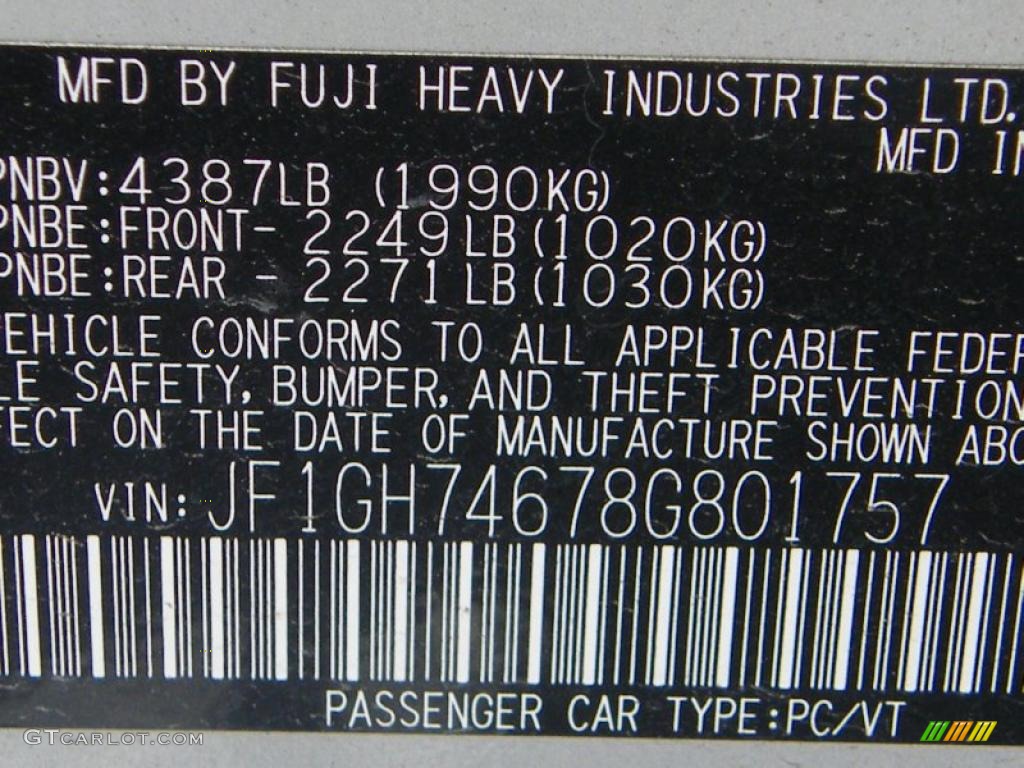 MFD BY FUJI HEAVY INDUSTRIES LTD.
MFD IN
PNBV:4387LB (1990KG)
PNBE:FRONT- 2249LB(1020KG)
PNBE:REAR - 2271LB(1030KG)
EHICLE CONFORMS TO ALL APPLICABLE FEDER
LE SAFETY, BUMPER, AND THEFT PREVENTION
FECT ON THE DATE OF MANUFACTURE SHOWN ABO
VIN: JF1GH74678G801757
PASSENGER CAR TYPE:PC/VT
GTCARLOT.COM